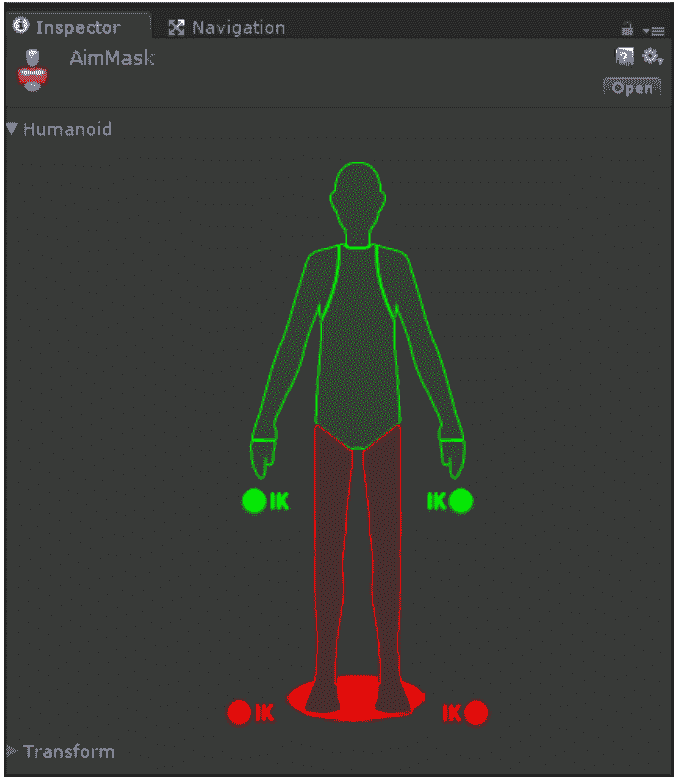 Inspector
Navigation
AimMask
Open
Humanoid
IK
IK
IK
IK
Transform